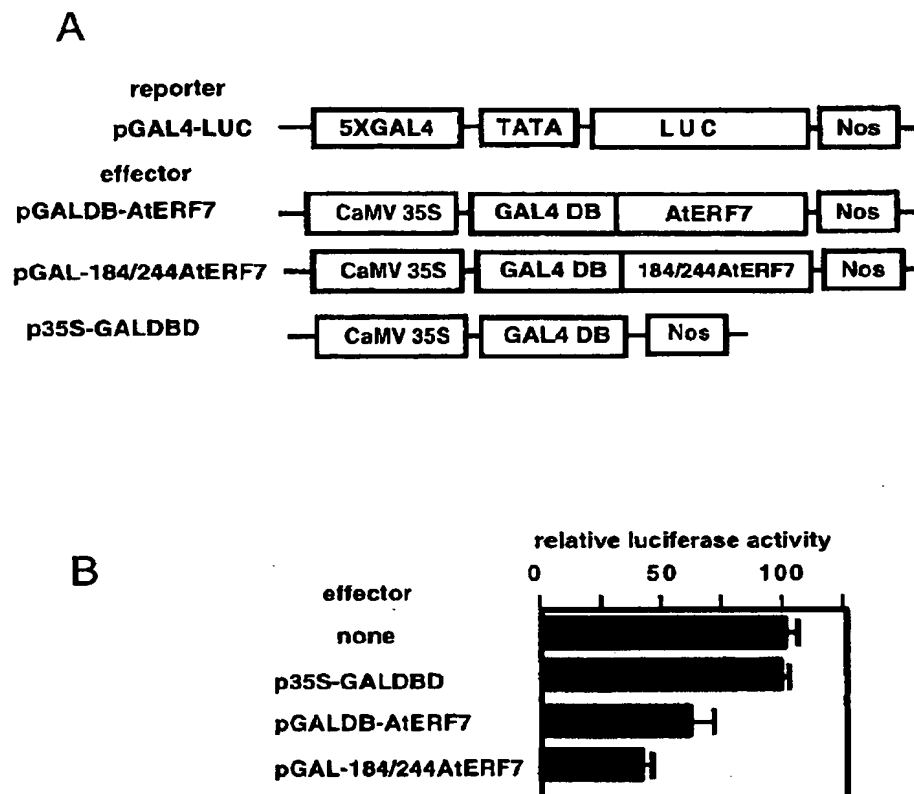 A
reporter
pGAL4-LUC 5XGAL4 TATA LUC Nos
effector
pGALDB-AtERF7 CaMV 35S GAL4 DB AtERF7 Nos
pGAL-184/244AtERF7 CaMV 35S GAL4 DB 184/244AtERF7 Nos
p35S-GALDBD CaMV 35S GAL4 DB Nos
B
relative luciferase activity
0 50 100
effector
none
p35S-GALDBD
pGALDB-AtERF7
pGAL-184/244AtERF7